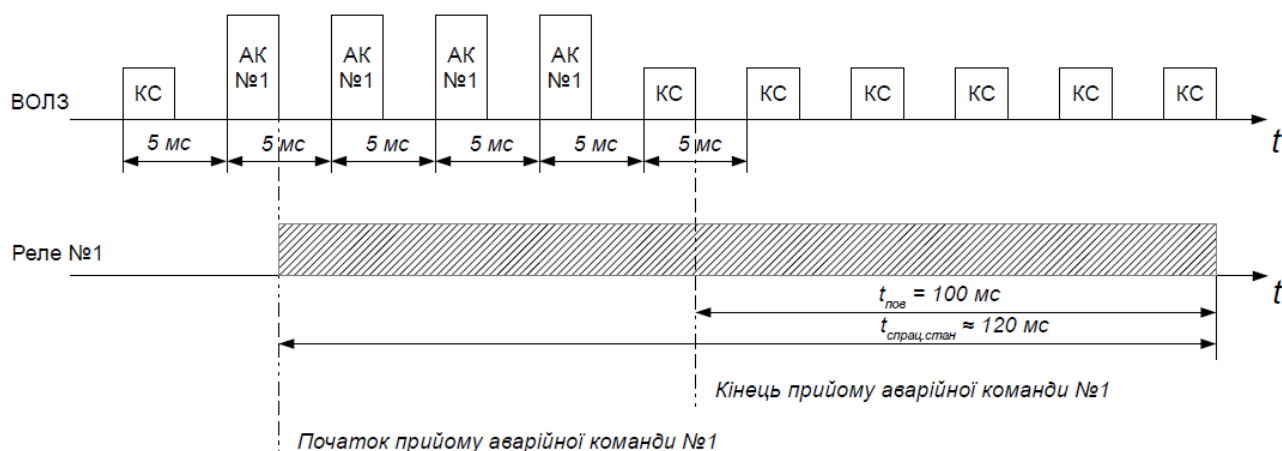 АК №1 АК №1 АК №1 АК №1
ВОЛЗ КС КС КС КС КС КС КС
t
5 мс 5 мс 5 мс 5 мс 5 мс 5 мс
Реле №1
t
tпов = 100 мс
tспрац.стан ≈ 120 мс
Кінець прийому аварійної команди №1
Початок прийому аварійної команди №1